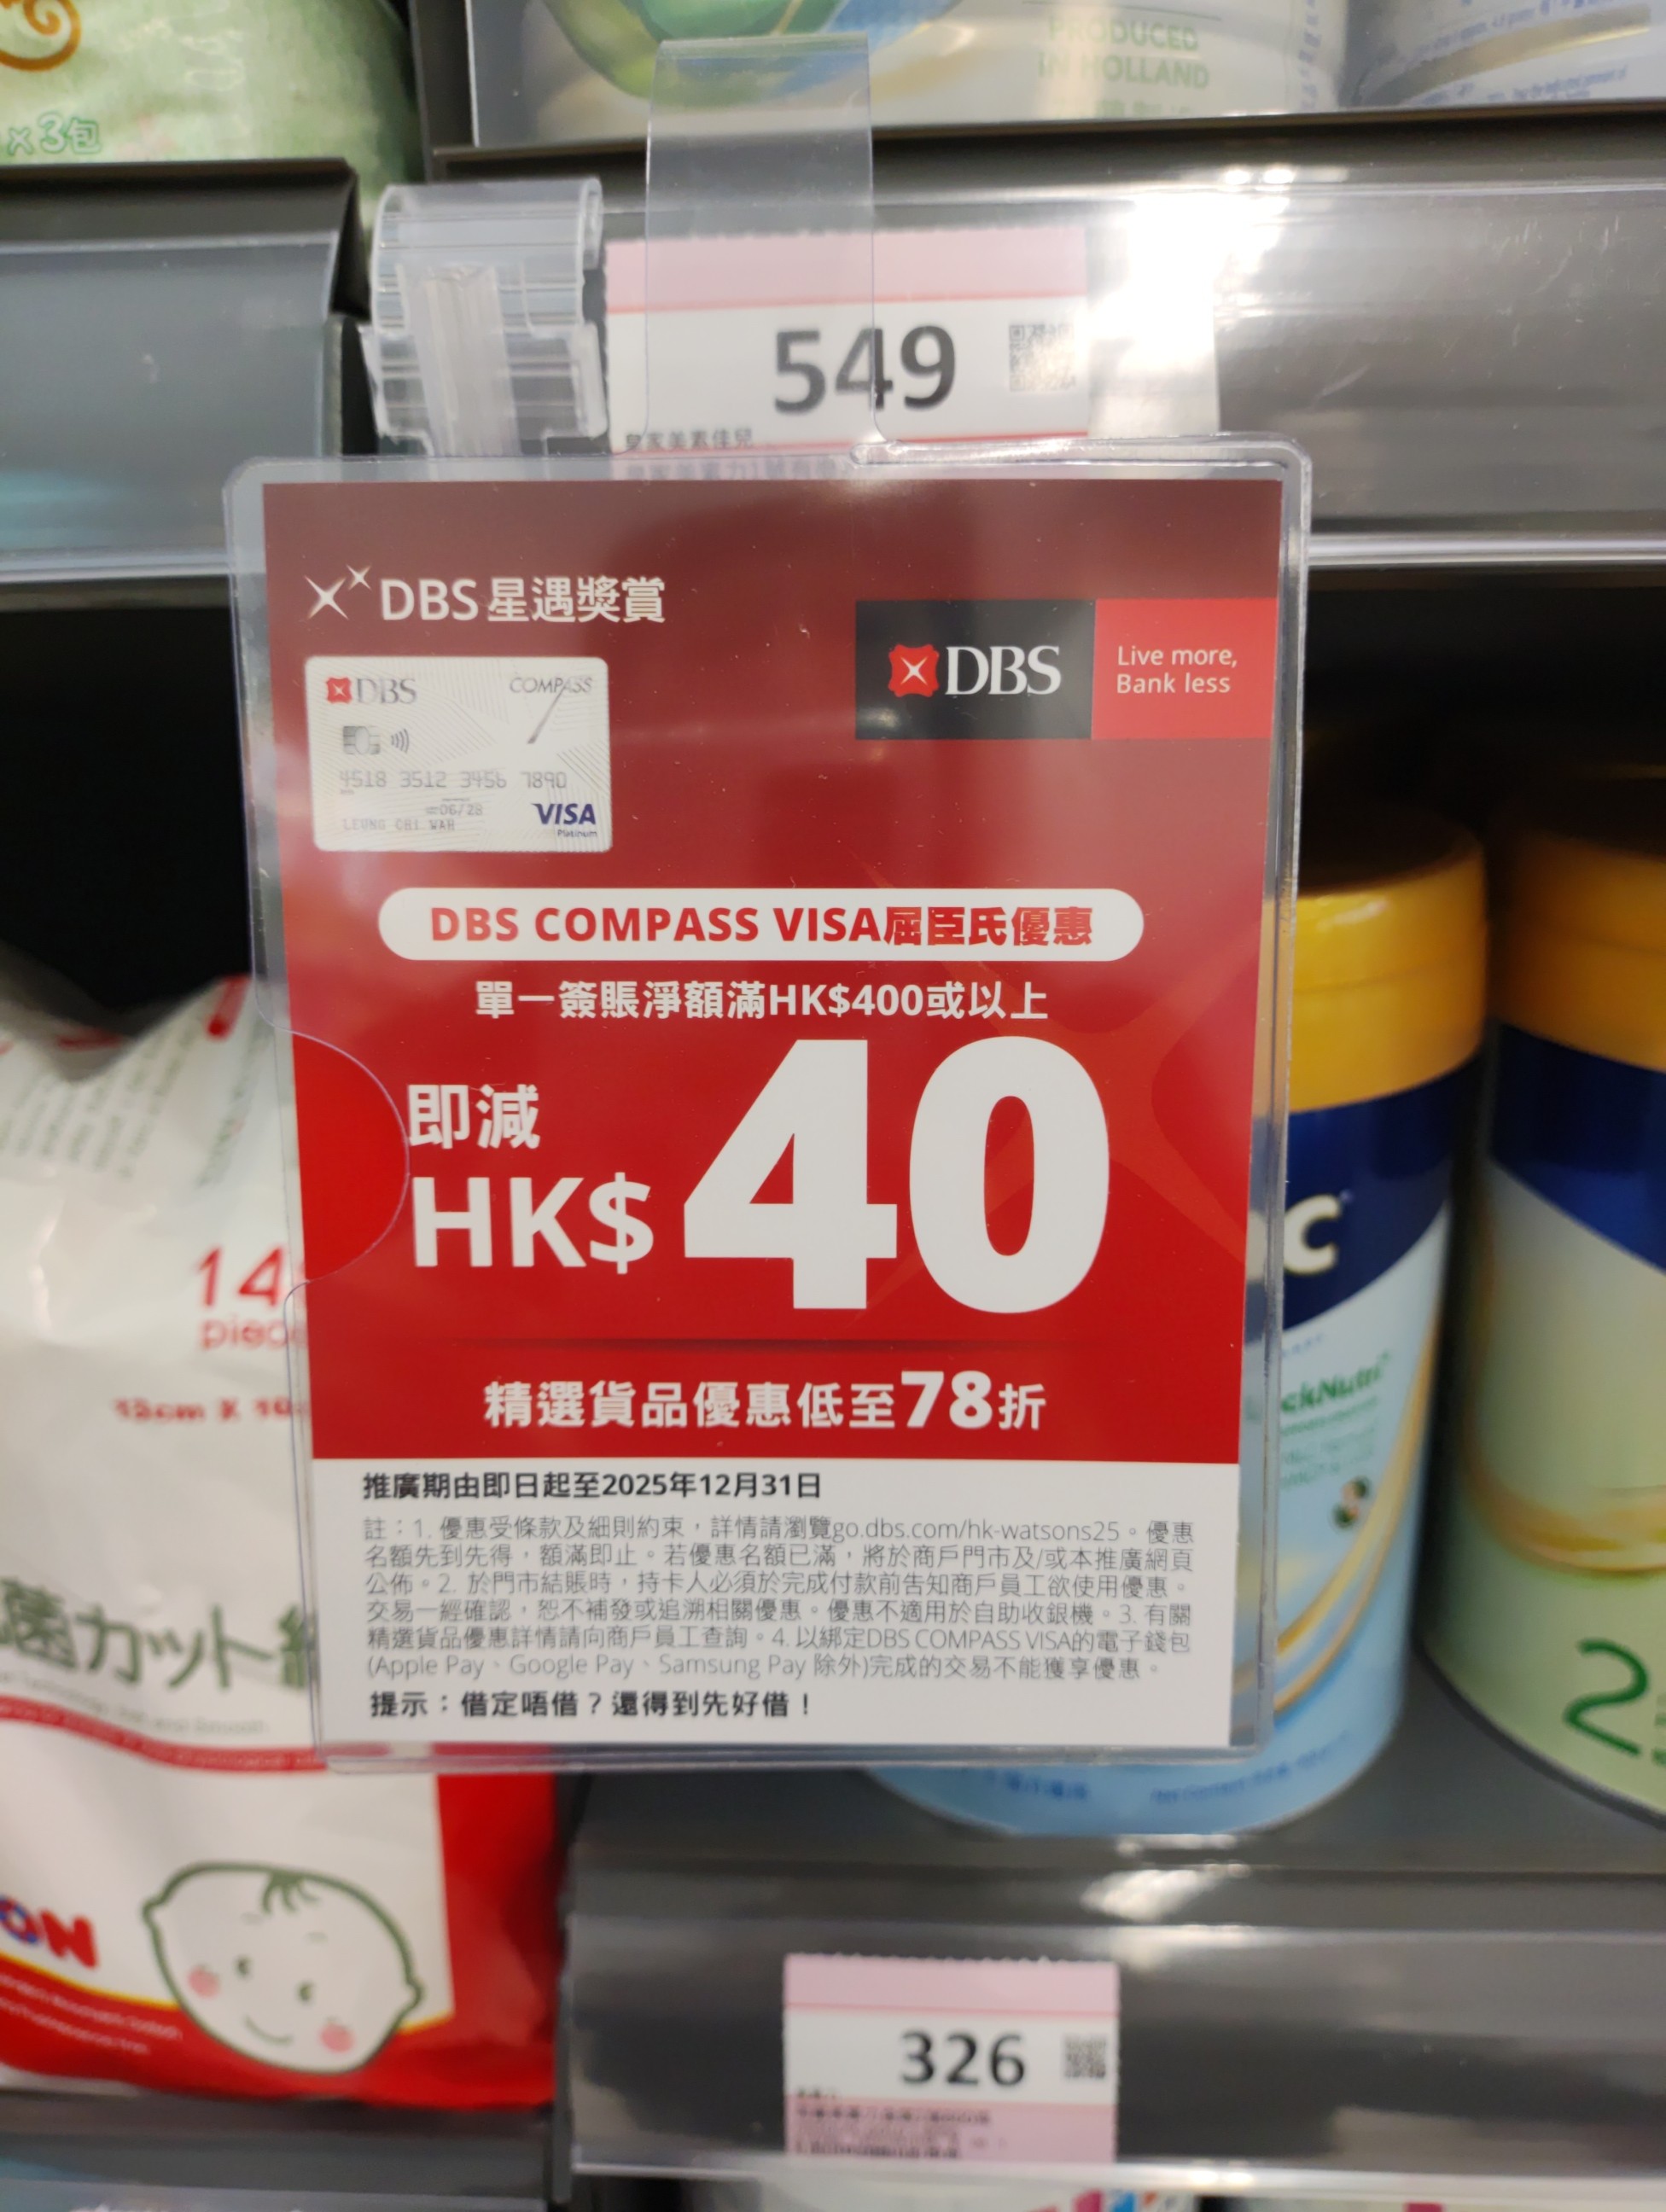 PRODUCED
IN HOLLAND
x3包
549
皇家美素佳兒
DBS星遇獎賞
DBS
Live more,
Bank less
DBS
COMPASS
4518 3512 3456 7890
06/28
LEUNG CHI WAH
VISA
Platinum
DBS COMPASS VISA屈臣氏優惠
單一簽賬淨額滿HK$400或以上
即減
HK$40
精選貨品優惠低至78折
推廣期由即日起至2025年12月31日
註：1. 優惠受條款及細則約束，詳情請瀏覽go.dbs.com/hk-watsons25。優惠
名額先到先得，額滿即止。若優惠名額已滿，將於商戶門市及/或本推廣網頁
公佈。2. 於門市結賬時，持卡人必須於完成付款前告知商戶員工欲使用優惠。
交易一經確認，恕不補發或追溯相關優惠。優惠不適用於自助收銀機。3. 有關
精選貨品優惠詳情請向商戶員工查詢。4. 以綁定DBS COMPASS VISA的電子錢包
(Apple Pay、Google Pay、Samsung Pay 除外)完成的交易不能獲享優惠。
提示：借定唔借？還得到先好借！
14
菌カット
2
326